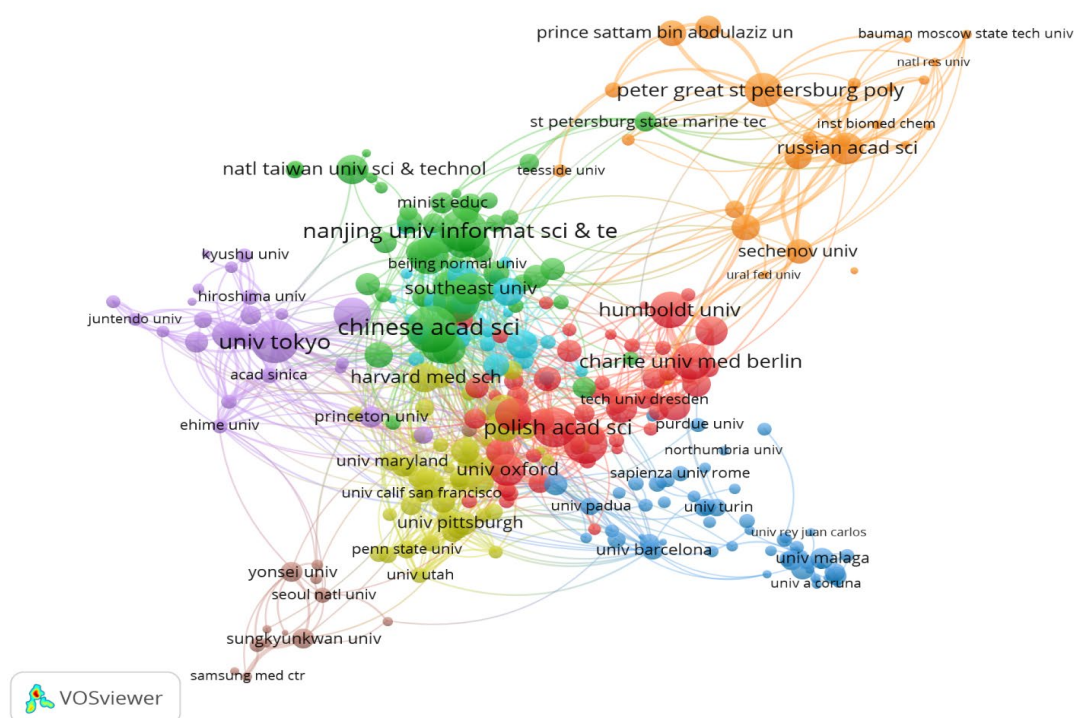 prince sattam bin abdulaziz un
bauman moscow state tech univ
natl res univ
peter great st petersburg poly
st petersburg state marine tec
inst biomed chem
russian acad sci
natl taiwan univ sci & technol
teesside univ
minist educ
nanjing univ informat sci & te
kyushu univ
beijing normal univ
sechenov univ
ural fed univ
hiroshima univ
southeast univ
juntendo univ
humboldt univ
chinese acad sci
univ tokyo
charite univ med berlin
acad sinica
harvard med sch
tech univ dresden
princeton univ
ehime univ
polish acad sci
purdue univ
northumbria univ
univ maryland
univ oxford
sapienza univ rome
univ calif san francisco
univ padua
univ turin
univ pittsburgh
univ rey juan carlos
penn state univ
univ barcelona
univ malaga
yonsei univ
univ utah
univ a coruna
seoul natl univ
sungkyunkwan univ
samsung med ctr
VOSviewer